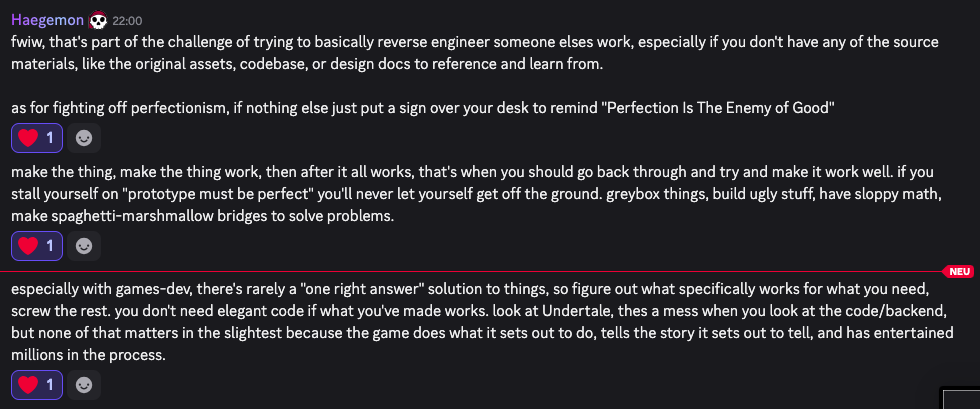 Haegemon 22:00
fwiw, that's part of the challenge of trying to basically reverse engineer someone elses work, especially if you don't have any of the source
materials, like the original assets, codebase, or design docs to reference and learn from.
as for fighting off perfectionism, if nothing else just put a sign over your desk to remind "Perfection Is The Enemy of Good"
1
make the thing, make the thing work, then after it all works, that's when you should go back through and try and make it work well. if you
stall yourself on "prototype must be perfect" you'll never let yourself get off the ground. greybox things, build ugly stuff, have sloppy math,
make spaghetti-marshmallow bridges to solve problems.
1
NEU
especially with games-dev, there's rarely a "one right answer" solution to things, so figure out what specifically works for what you need,
screw the rest. you don't need elegant code if what you've made works. look at Undertale, thes a mess when you look at the code/backend,
but none of that matters in the slightest because the game does what it sets out to do, tells the story it sets out to tell, and has entertained
millions in the process.
1